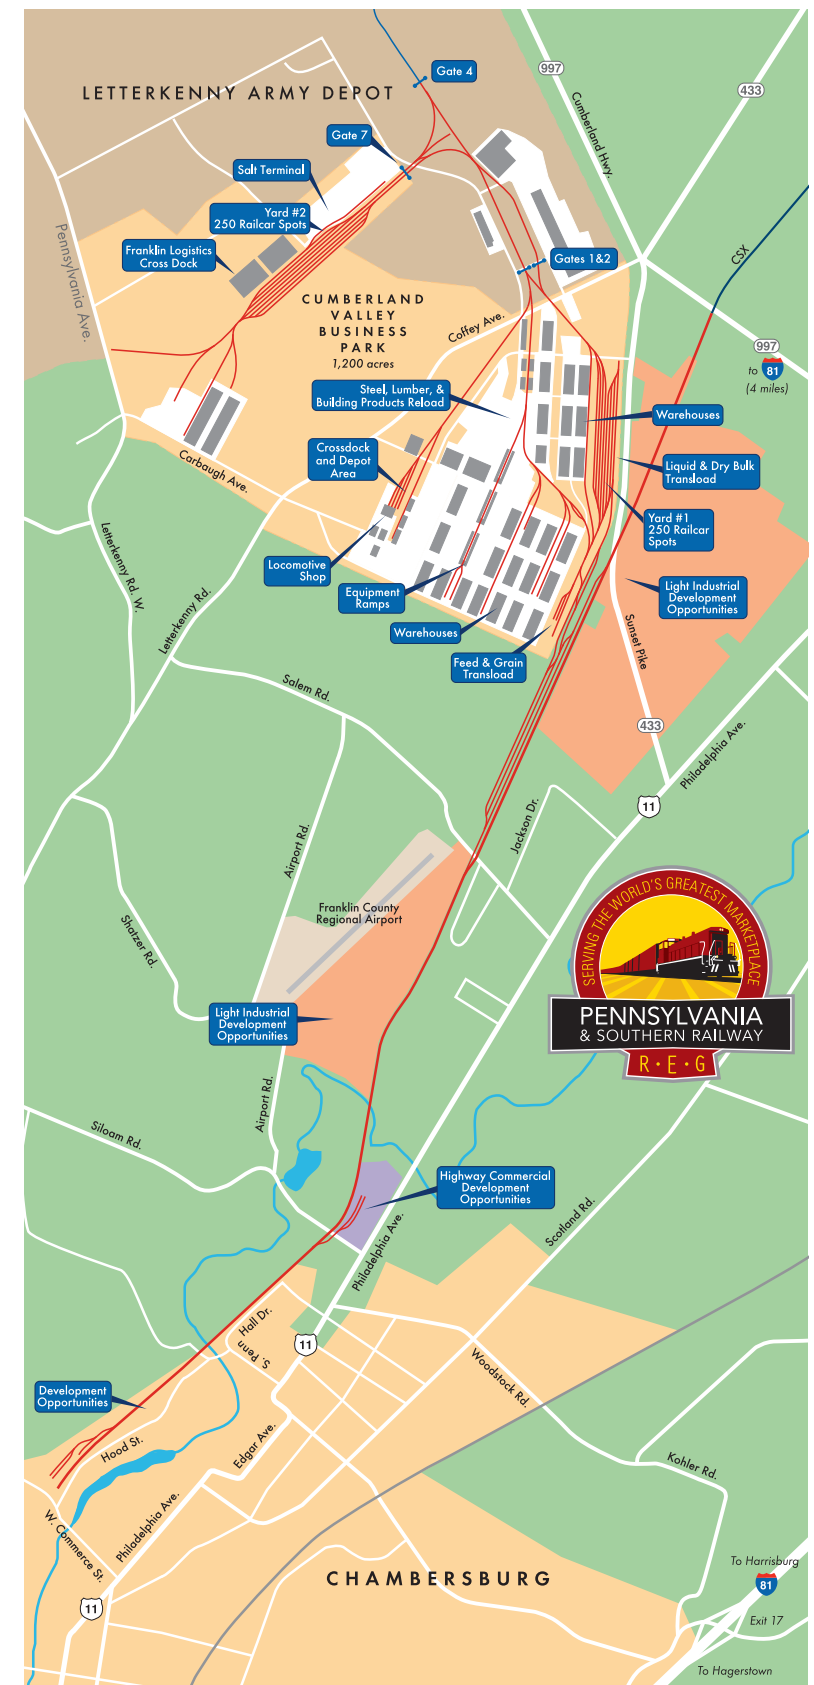 Gate 4
997
433
LETTERKENNY ARMY DEPOT
Cumberland Hwy.
Gate 7
Salt Terminal
Yard #2
250 Railcar Spots
Franklin Logistics
Cross Dock
Pennsylvania Ave.
Gates 1&2
CSX
CUMBERLAND
VALLEY
BUSINESS
PARK
1,200 acres
Coffey Ave.
997
to 81
(4 miles)
Steel, Lumber, &
Building Products Reload
Warehouses
Crossdock
and Depot
Area
Carbaugh Ave.
Liquid & Dry Bulk
Transload
Yard #1
250 Railcar
Spots
Letterkenny Rd. W.
Locomotive
Shop
Equipment
Ramps
Light Industrial
Development
Opportunities
Letterkenny Rd.
Warehouses
Sunset Pike
Feed & Grain
Transload
Salem Rd.
433
Philadelphia Ave.
11
Jackson Dr.
Airport Rd.
Franklin County
Regional Airport
Shatzer Rd.
SERVING THE WORLD'S GREATEST MARKETPLACE
PENNSYLVANIA
& SOUTHERN RAILWAY
R•E•G
Light Industrial
Development
Opportunities
Airport Rd.
Siloam Rd.
Highway Commercial
Development
Opportunities
Philadelphia Ave.
Scotland Rd.
Hall Dr.
S. Penn
11
Woodstock Rd.
Development
Opportunities
Hood St.
Edgar Ave.
Kohler Rd.
W. Commerce St.
Philadelphia Ave.
To Harrisburg
81
CHAMBERSBURG
11
Exit 17
To Hagerstown